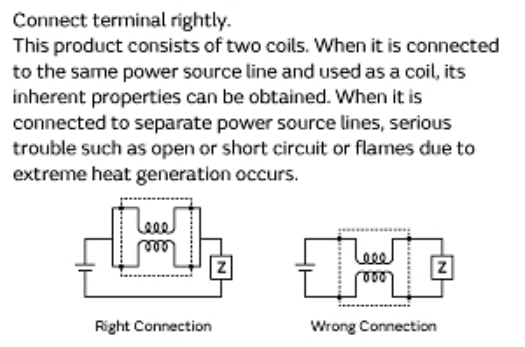 Connect terminal rightly.
This product consists of two coils. When it is connected
to the same power source line and used as a coil, its
inherent properties can be obtained. When it is
connected to separate power source lines, serious
trouble such as open or short circuit or flames due to
extreme heat generation occurs.
Z
Z
Right Connection
Wrong Connection